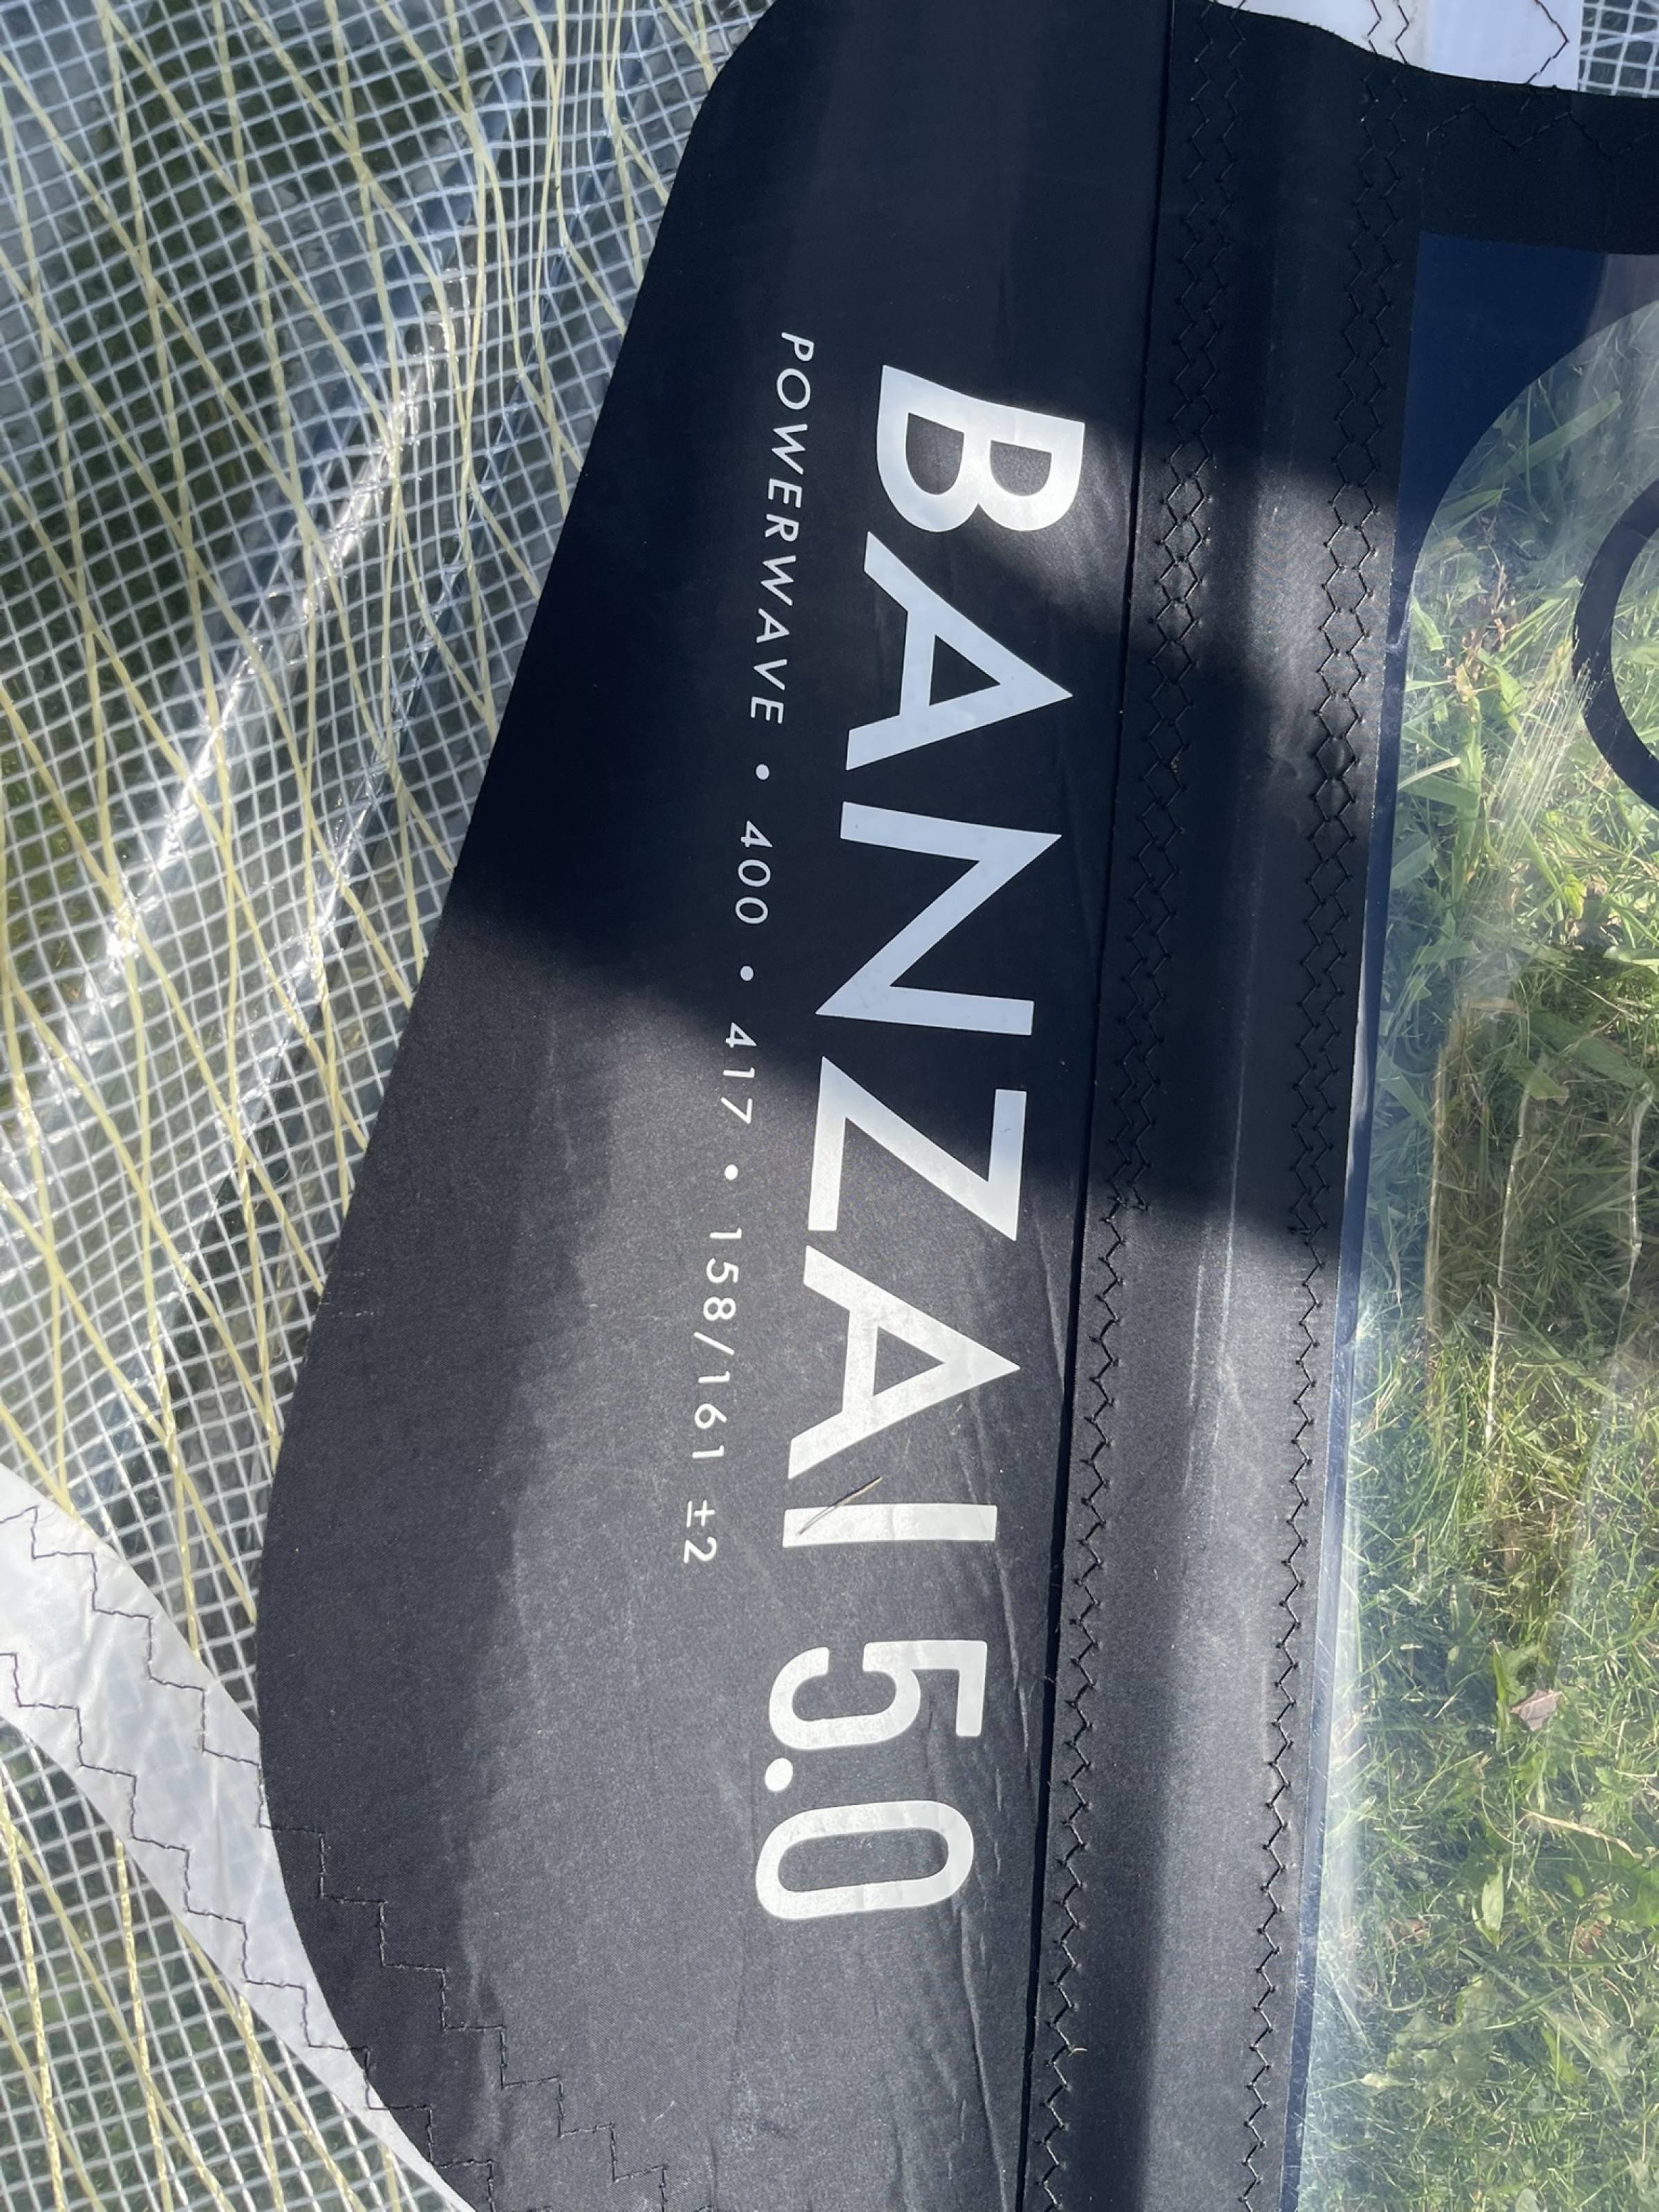 BANZAI 5.0
POWERWAVE • 400 • 417 • 158/161 ±2